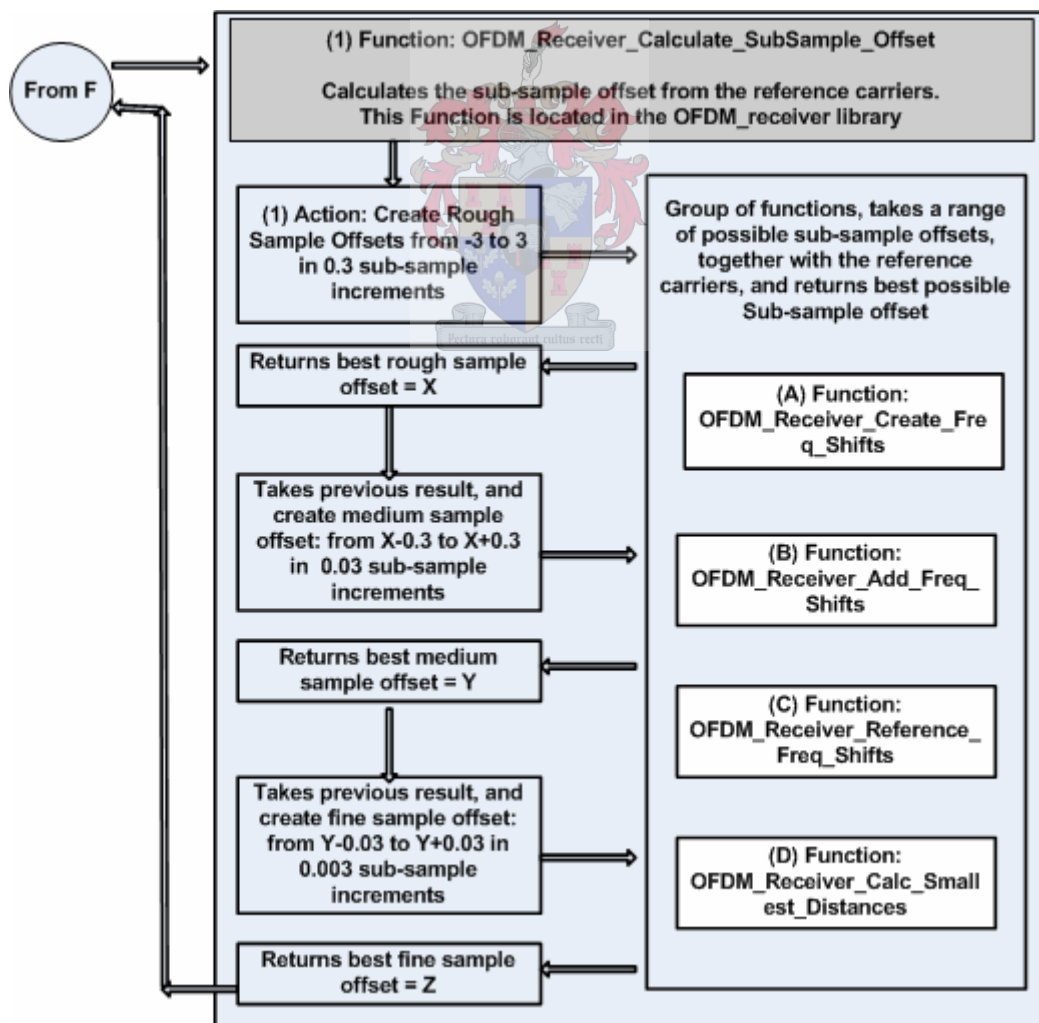 From F
(1) Function: OFDM_Receiver_Calculate_SubSample_Offset
Calculates the sub-sample offset from the reference carriers.
This Function is located in the OFDM_receiver library
(1) Action: Create Rough
Sample Offsets from -3 to 3
in 0.3 sub-sample
increments
Group of functions, takes a range
of possible sub-sample offsets,
together with the reference
carriers, and returns best possible
Sub-sample offset
Pectora roborant cultus recti
Returns best rough sample
offset = X
(A) Function:
OFDM_Receiver_Create_Fre
q_Shifts
Takes previous result, and
create medium sample
offset: from X-0.3 to X+0.3
in 0.03 sub-sample
increments
(B) Function:
OFDM_Receiver_Add_Freq_
Shifts
Returns best medium
sample offset = Y
(C) Function:
OFDM_Receiver_Reference_
Freq_Shifts
Takes previous result, and
create fine sample offset:
from Y-0.03 to Y+0.03 in
0.003 sub-sample
increments
(D) Function:
OFDM_Receiver_Calc_Small
est_Distances
Returns best fine sample
offset = Z